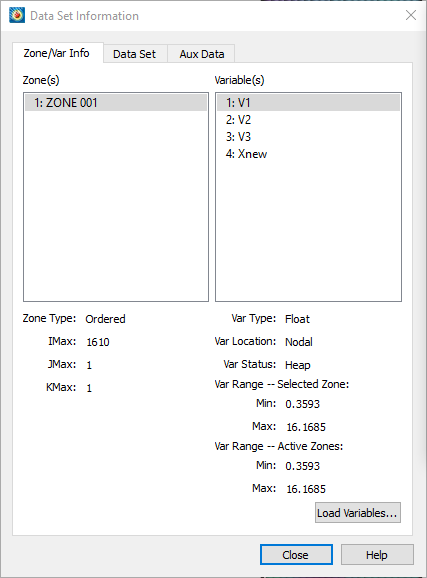 Data Set Information
Zone/Var Info
Data Set
Aux Data
Zone(s)
1: ZONE 001
Variable(s)
1: V1
2: V2
3: V3
4: Xnew
Zone Type: Ordered
IMax: 1610
JMax: 1
KMax: 1
Var Type: Float
Var Location: Nodal
Var Status: Heap
Var Range -- Selected Zone:
Min: 0.3593
Max: 16.1685
Var Range -- Active Zones:
Min: 0.3593
Max: 16.1685
Load Variables...
Close
Help